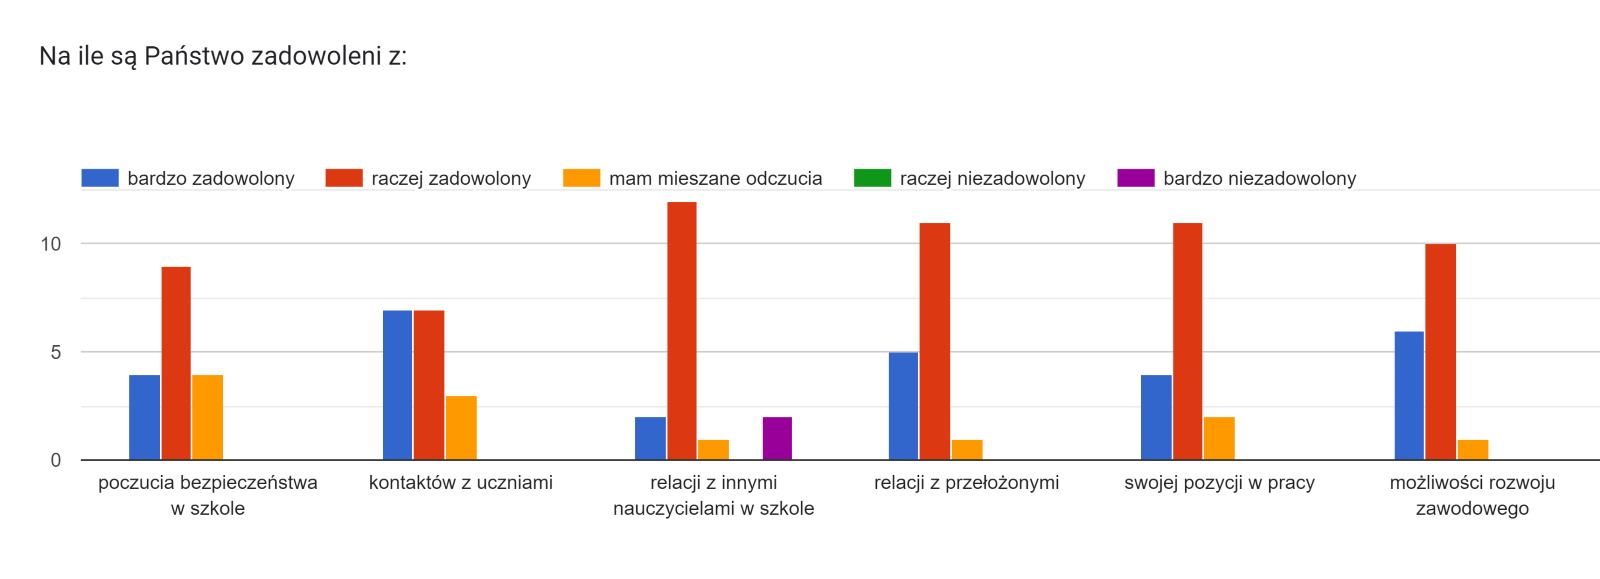 Na ile są Państwo zadowoleni z:
bardzo zadowolony raczej zadowolony mam mieszane odczucia raczej niezadowolony bardzo niezadowolony
10
5
0
poczucia bezpieczeństwa kontaktów z uczniami relacji z innymi relacji z przełożonymi swojej pozycji w pracy możliwości rozwoju
w szkole nauczycielami w szkole zawodowego